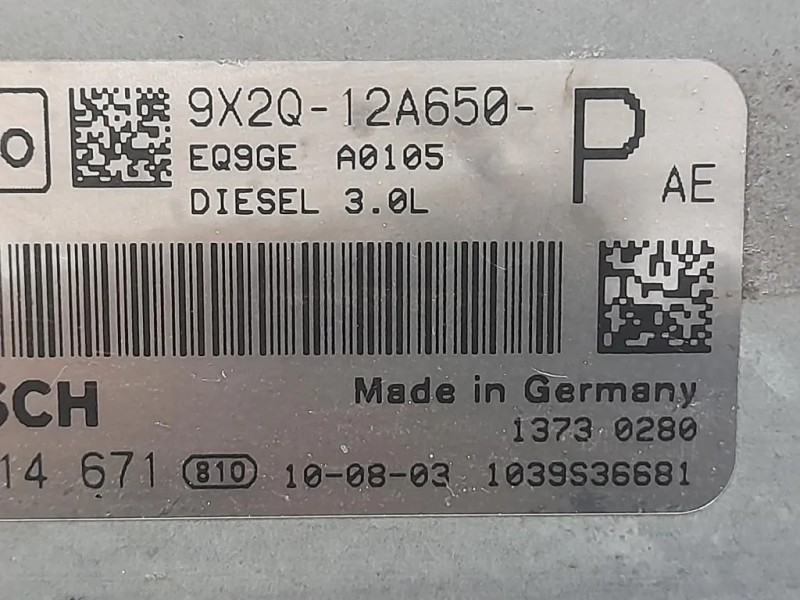 9X2Q-12A650- P AE
EQ9GE A0105
DIESEL 3.0L
SCH
Made in Germany
1373 0280
14 671 810 10-08-03 1039S36681